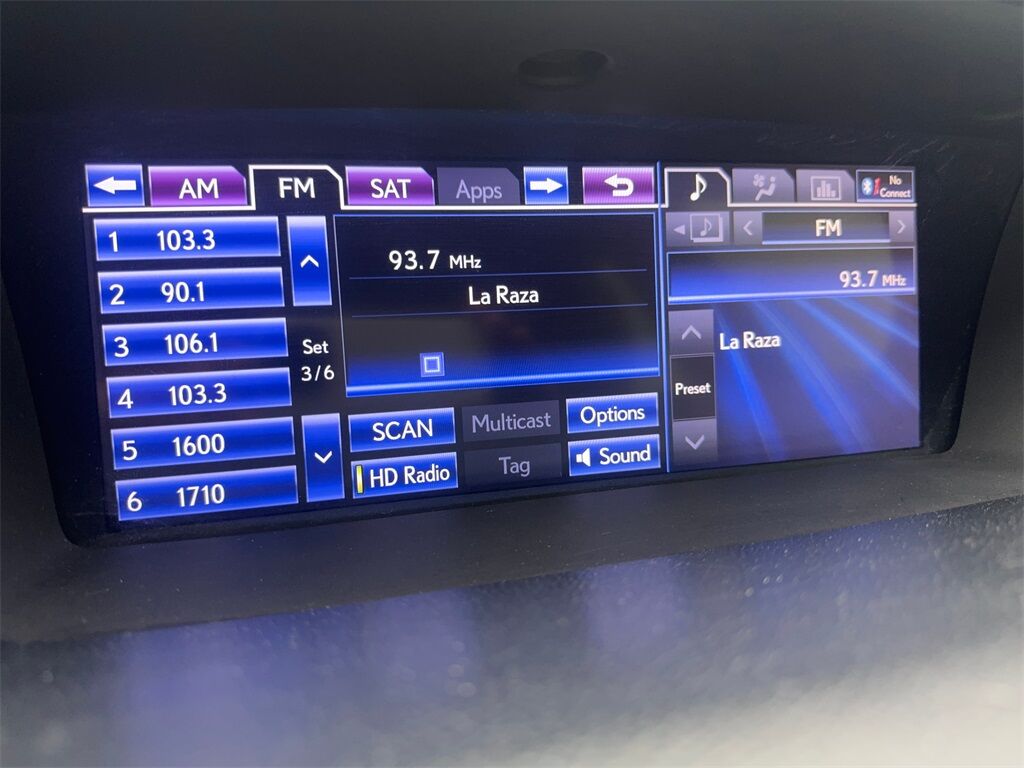 AM
FM
SAT
Apps
No
Connect
1 103.3
2 90.1
3 106.1
4 103.3
5 1600
6 1710
Set
3/6
93.7 MHz
La Raza
SCAN
Multicast
Options
HD Radio
Tag
Sound
FM
93.7 MHz
La Raza
Preset